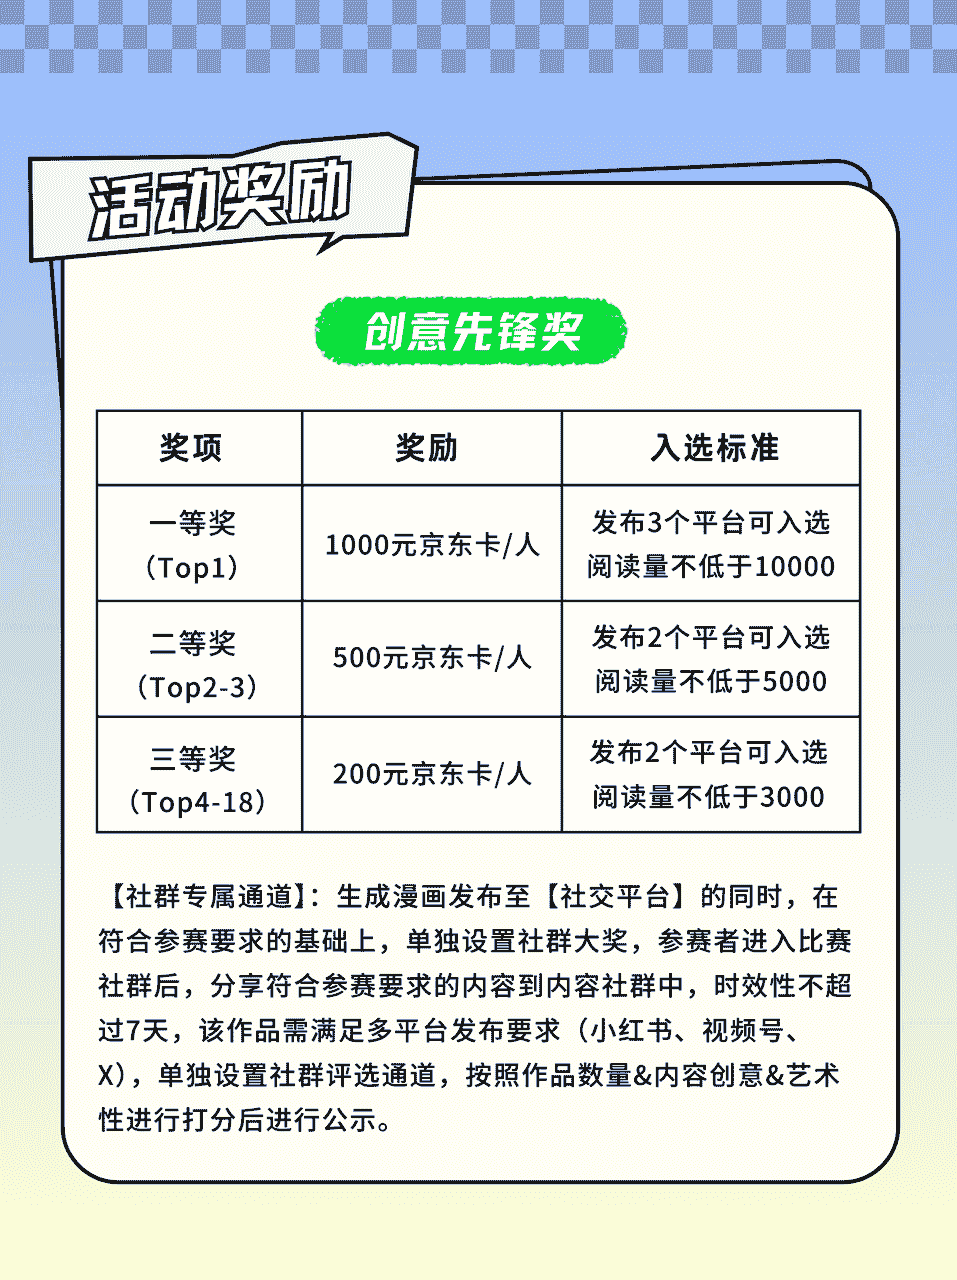 活动奖励
创意先锋奖
奖项 奖励 入选标准
一等奖
（Top1）
1000元京东卡/人
发布3个平台可入选
阅读量不低于10000
二等奖
（Top2-3）
500元京东卡/人
发布2个平台可入选
阅读量不低于5000
三等奖
（Top4-18）
200元京东卡/人
发布2个平台可入选
阅读量不低于3000
【社群专属通道】：生成漫画发布至【社交平台】的同时，在
符合参赛要求的基础上，单独设置社群大奖，参赛者进入比赛
社群后，分享符合参赛要求的内容到内容社群中，时效性不超
过7天，该作品需满足多平台发布要求（小红书、视频号、
X），单独设置社群评选通道，按照作品数量&内容创意&艺术
性进行打分后进行公示。